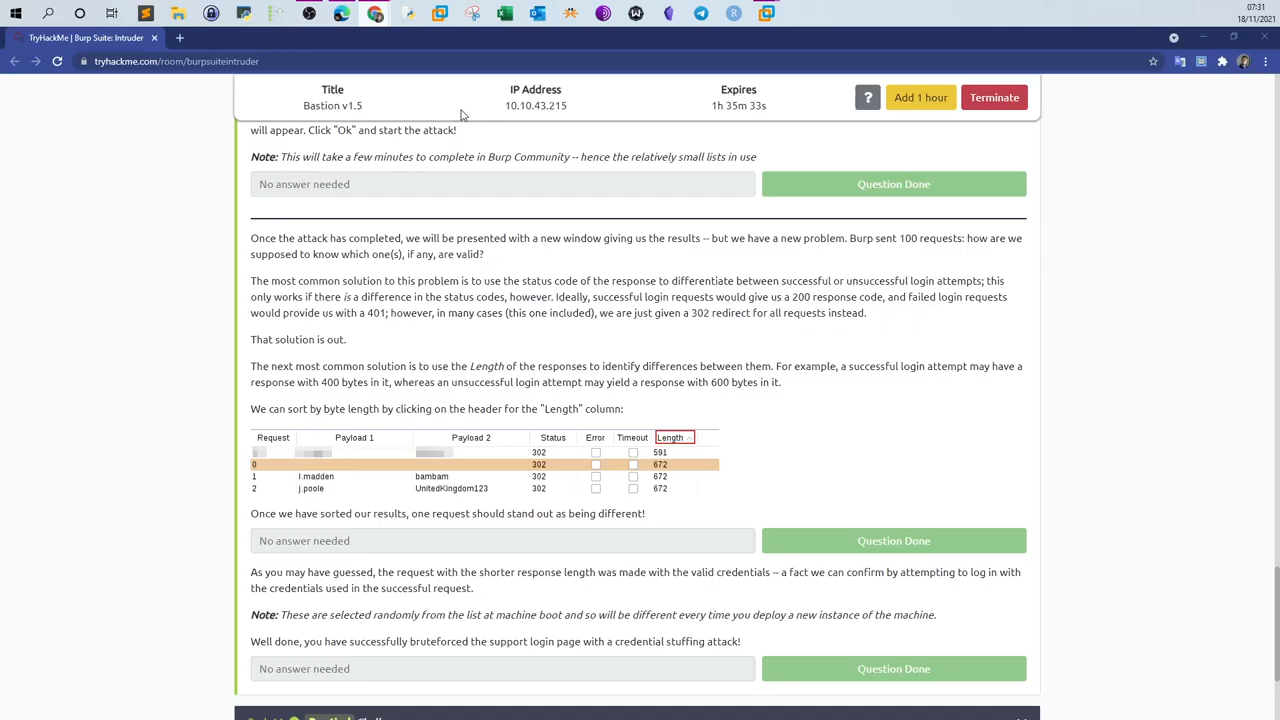 07:31
18/11/2021
TryHackMe | Burp Suite: Intruder
tryhackme.com/room/burpsuiteintruder
Title IP Address Expires
Bastion v1.5 10.10.43.215 1h 35m 33s
? Add 1 hour Terminate
will appear. Click "Ok" and start the attack!
Note: This will take a few minutes to complete in Burp Community -- hence the relatively small lists in use
No answer needed Question Done
Once the attack has completed, we will be presented with a new window giving us the results -- but we have a new problem. Burp sent 100 requests: how are we
supposed to know which one(s), if any, are valid?
The most common solution to this problem is to use the status code of the response to differentiate between successful or unsuccessful login attempts; this
only works if there is a difference in the status codes, however. Ideally, successful login requests would give us a 200 response code, and failed login requests
would provide us with a 401; however, in many cases (this one included), we are just given a 302 redirect for all requests instead.
That solution is out.
The next most common solution is to use the Length of the responses to identify differences between them. For example, a successful login attempt may have a
response with 400 bytes in it, whereas an unsuccessful login attempt may yield a response with 600 bytes in it.
We can sort by byte length by clicking on the header for the "Length" column:
Request Payload 1 Payload 2 Status Error Timeout Length
302 591
0 302 672
1 l.madden bambam 302 672
2 j.poole UnitedKingdom123 302 672
Once we have sorted our results, one request should stand out as being different!
No answer needed Question Done
As you may have guessed, the request with the shorter response length was made with the valid credentials -- a fact we can confirm by attempting to log in with
the credentials used in the successful request.
Note: These are selected randomly from the list at machine boot and so will be different every time you deploy a new instance of the machine.
Well done, you have successfully bruteforced the support login page with a credential stuffing attack!
No answer needed Question Done